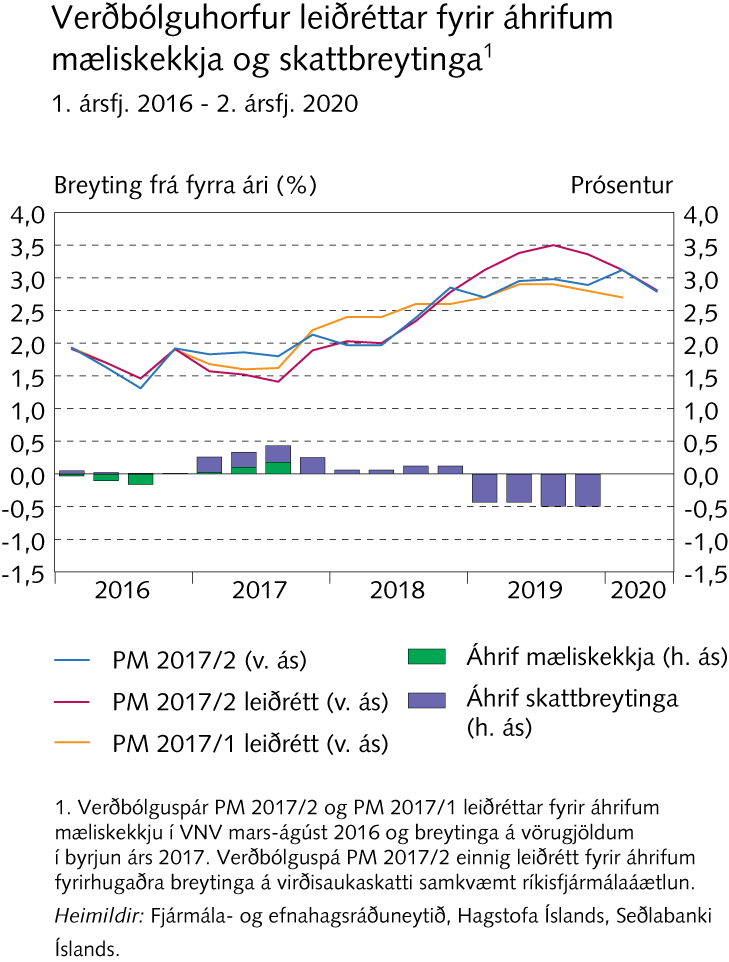 Verðbólguhorfur leiðréttar fyrir áhrifum
mæliskekkja og skattbreytinga¹
1. ársfj. 2016 - 2. ársfj. 2020
Breyting frá fyrra ári (%) Prósentur
4,0 4,0
3,5 3,5
3,0 3,0
2,5 2,5
2,0 2,0
1,5 1,5
1,0 1,0
0,5 0,5
0,0 0,0
-0,5 -0,5
-1,0 -1,0
-1,5 -1,5
2016 2017 2018 2019 2020
PM 2017/2 (v. ás)
PM 2017/2 leiðrétt (v. ás)
PM 2017/1 leiðrétt (v. ás)
Áhrif mæliskekkja (h. ás)
Áhrif skattbreytinga
(h. ás)
1. Verðbólguspár PM 2017/2 og PM 2017/1 leiðréttar fyrir áhrifum
mæliskekkju í VNV mars-ágúst 2016 og breytinga á vörugjöldum
í byrjun árs 2017. Verðbólguspá PM 2017/2 einnig leiðrétt fyrir áhrifum
fyrirhugaðra breytinga á virðisaukaskatti samkvæmt ríkisfjármálaáætlun.
Heimildir: Fjármála- og efnahagsráðuneytið, Hagstofa Íslands, Seðlabanki
Íslands.